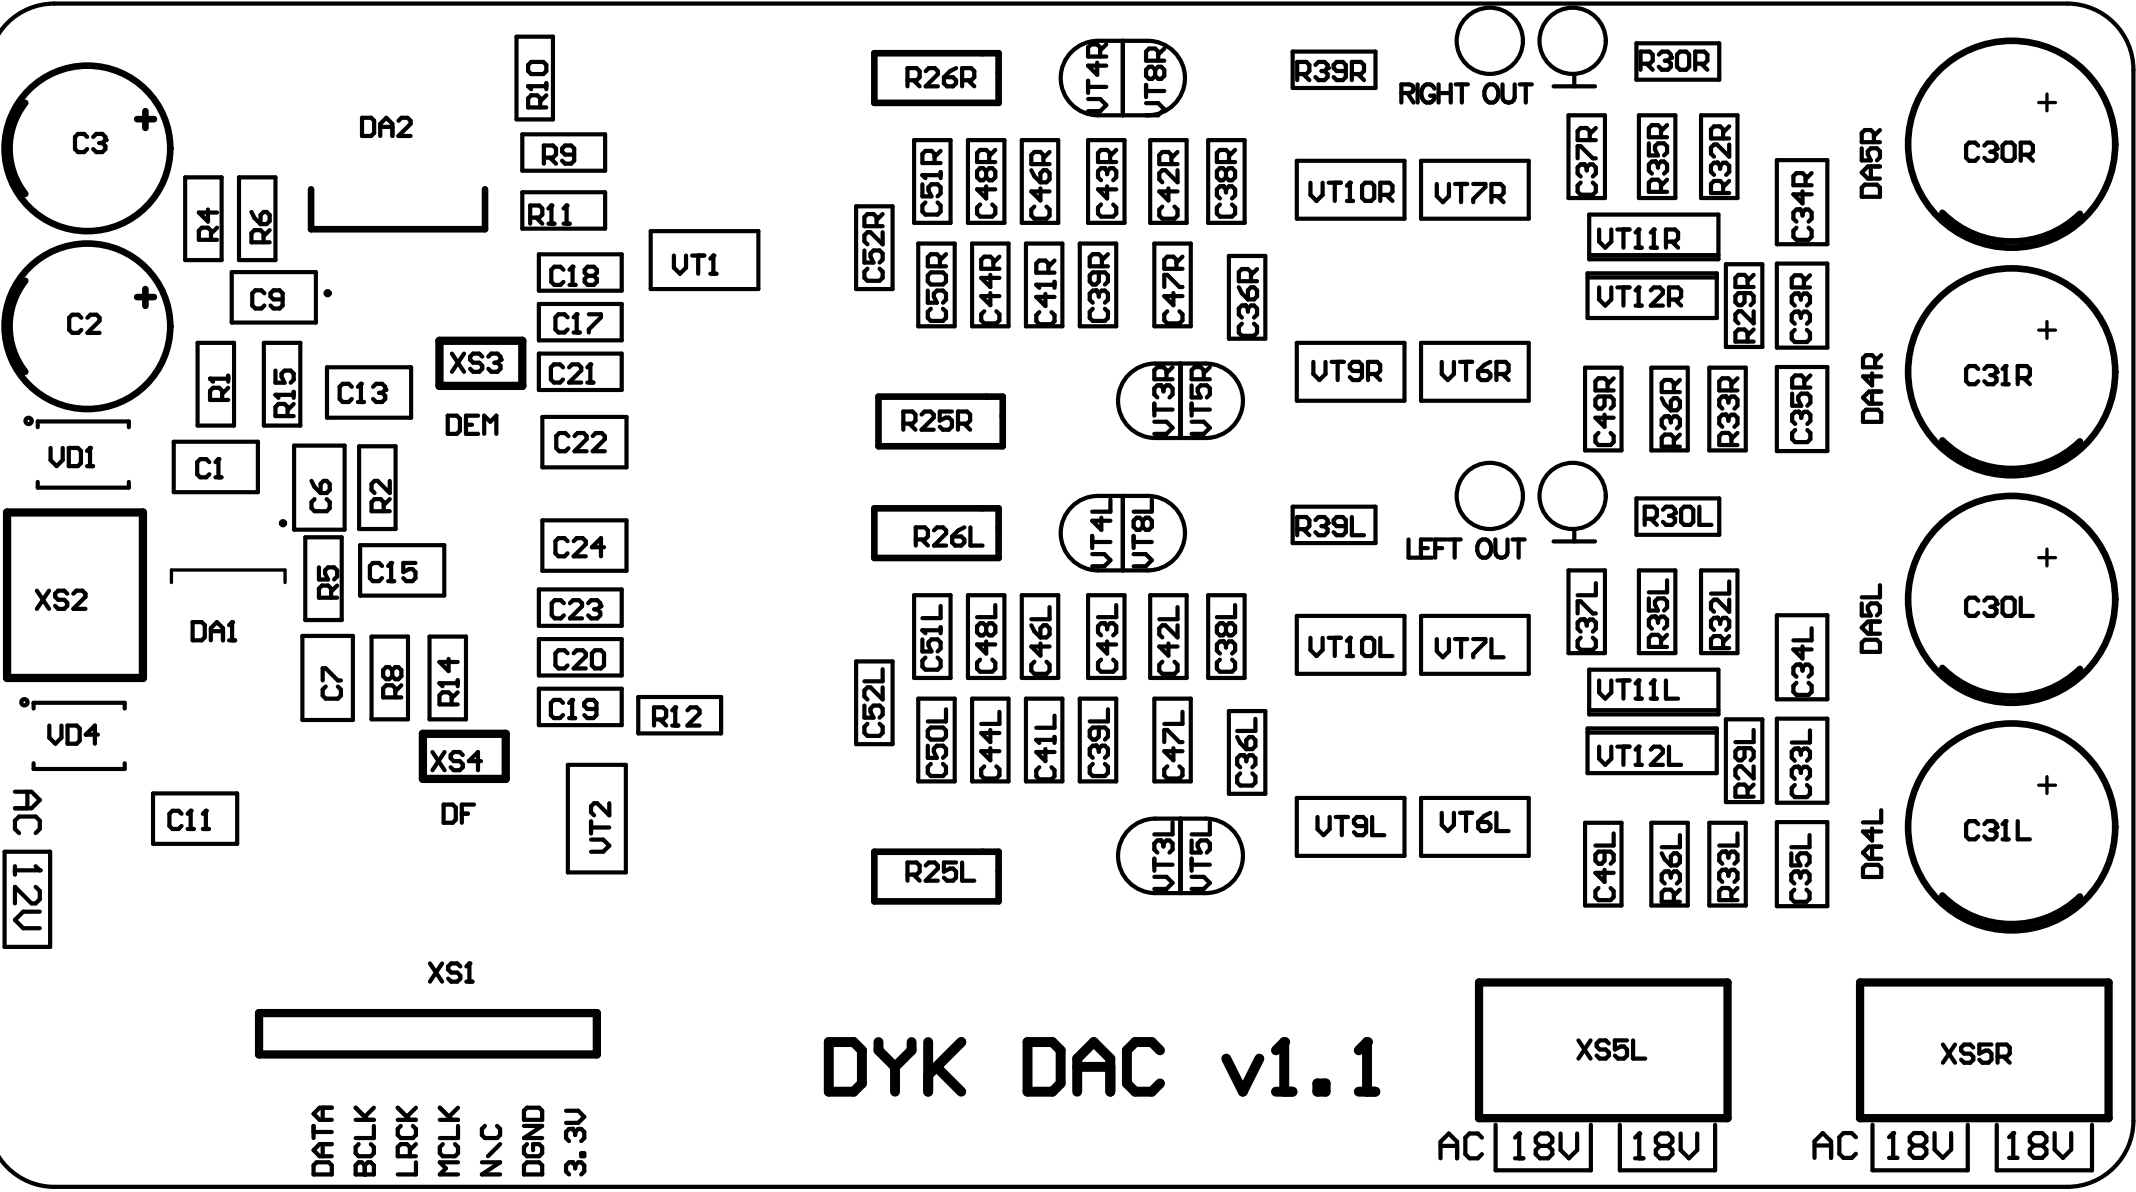 R10
R26R
VT4R
VT8R
R39R
RIGHT OUT
R30R
C3
+
DA2
R9
C51R
C48R
C46R
C43R
C42R
C38R
VT10R
VT7R
C37R
R35R
R32R
C34R
DA5R
C30R
+
R4
R6
R11
C52R
VT11R
C18
VT1
C50R
C44R
C41R
C39R
C47R
C36R
VT12R
R29R
C33R
C2
+
C9
C17
XS3
C21
DEM
R1
R15
C13
VT9R
VT6R
VT3R
VT5R
R25R
C49R
R36R
R33R
C35R
DA4R
C31R
+
VD1
C1
C6
R2
C22
R26L
VT4L
VT8L
R39L
LEFT OUT
R30L
XS2
DA1
R5
C15
C24
C23
C51L
C48L
C46L
C43L
C42L
C38L
VT10L
VT7L
C37L
R35L
R32L
C34L
DA5L
C30L
+
C7
R8
R14
C20
C19
R12
C52L
VT11L
VD4
XS4
DF
C50L
C44L
C41L
C39L
C47L
C36L
VT12L
R29L
C33L
AC
12V
C11
VT2
R25L
VT3L
VT5L
VT9L
VT6L
C49L
R36L
R33L
C35L
DA4L
C31L
+
XS1
DYK DAC v1.1
XS5L
XS5R
DATA
BCLK
LRCK
MCLK
N\C
DGND
3.3V
AC 18V 18V
AC 18V 18V